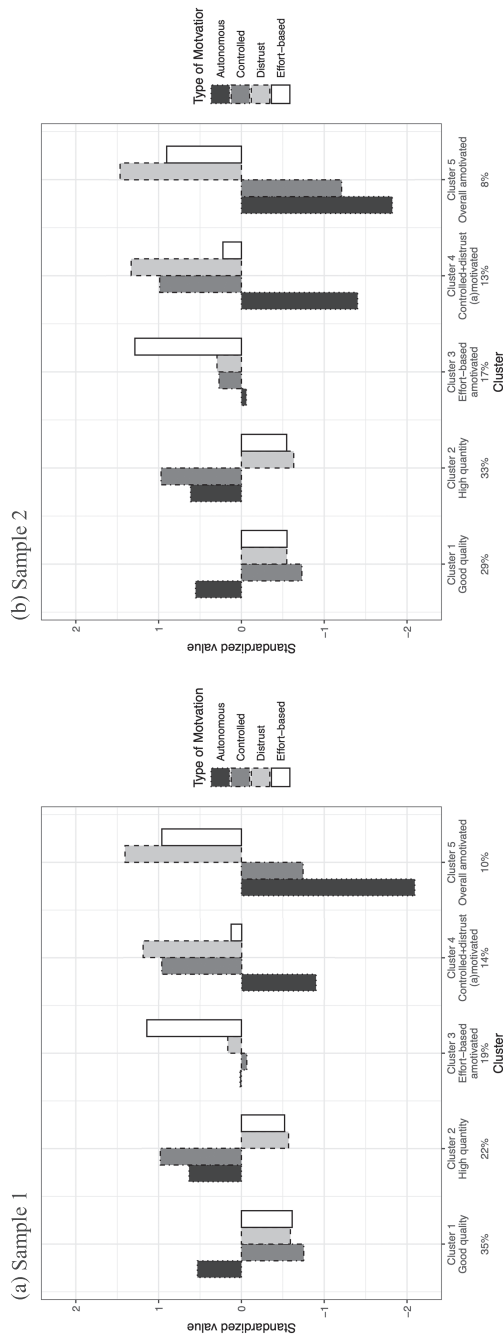 (a) Sample 1
Standardized value
2
1
0
−1
−2
Cluster 1
Good quality
35%
Cluster 2
High quantity
22%
Cluster 3
Effort−based
amotivated
19%
Cluster 4
Controlled+distrust
(a)motivated
14%
Cluster 5
Overall amotivated
10%
Cluster
Type of Motvation
Autonomous
Controlled
Distrust
Effort−based
(b) Sample 2
Standardized value
2
1
0
−1
−2
Cluster 1
Good quality
29%
Cluster 2
High quantity
33%
Cluster 3
Effort−based
amotivated
17%
Cluster 4
Controlled+distrust
(a)motivated
13%
Cluster 5
Overall amotivated
8%
Cluster
Type of Motvatior
Autonomous
Controlled
Distrust
Effort−based